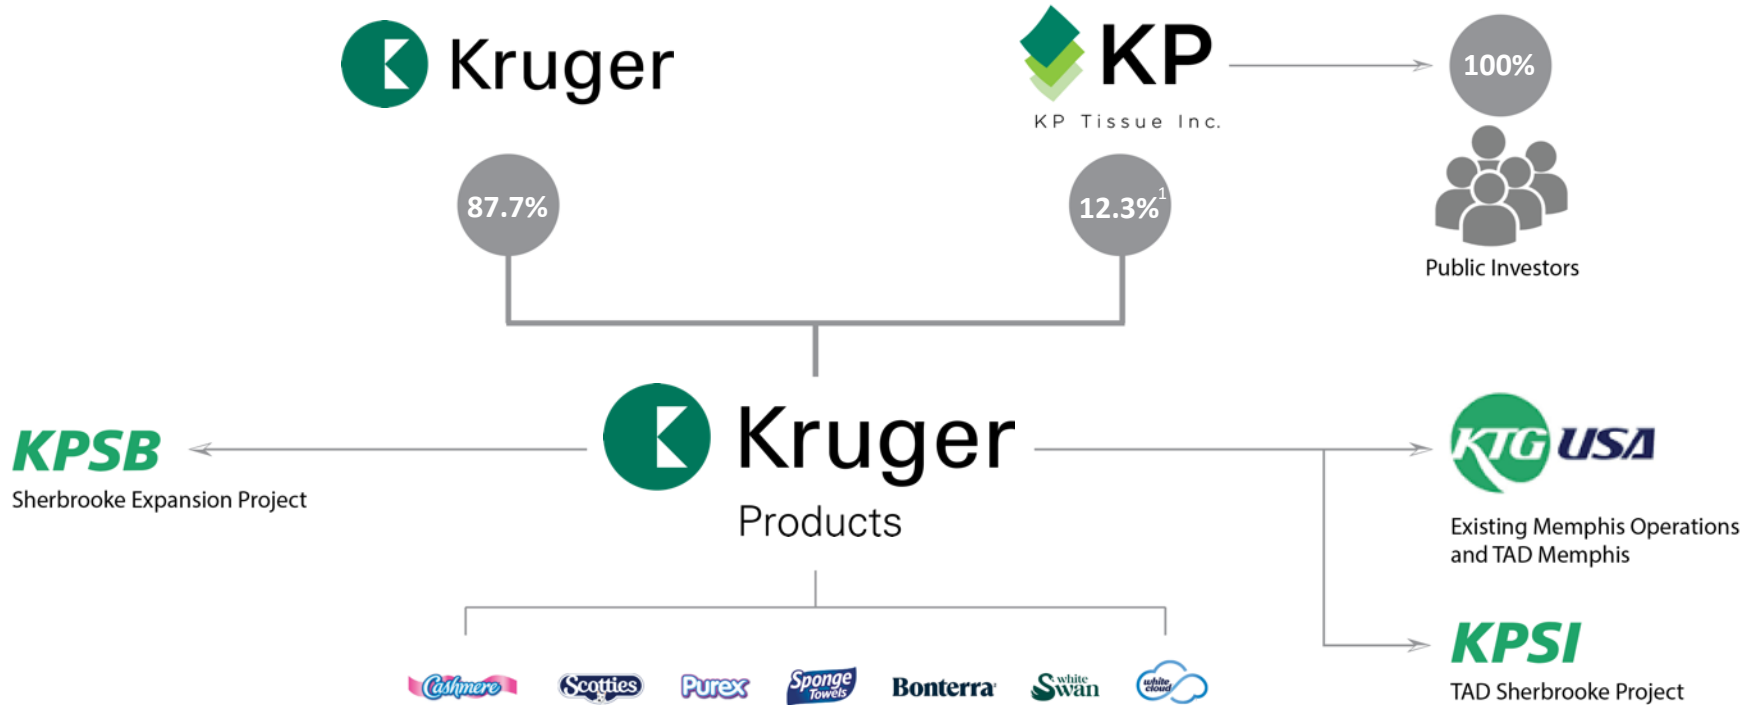 Kruger
KP
KP Tissue Inc.
100%
87.7%
12.3%1
Public Investors
KPSB
Sherbrooke Expansion Project
Kruger
Products
KTG USA
Existing Memphis Operations
and TAD Memphis
KPSI
TAD Sherbrooke Project
Cashmere
Scotties
Purex
Sponge
Towels
Bonterra
white
Swan
white
cloud